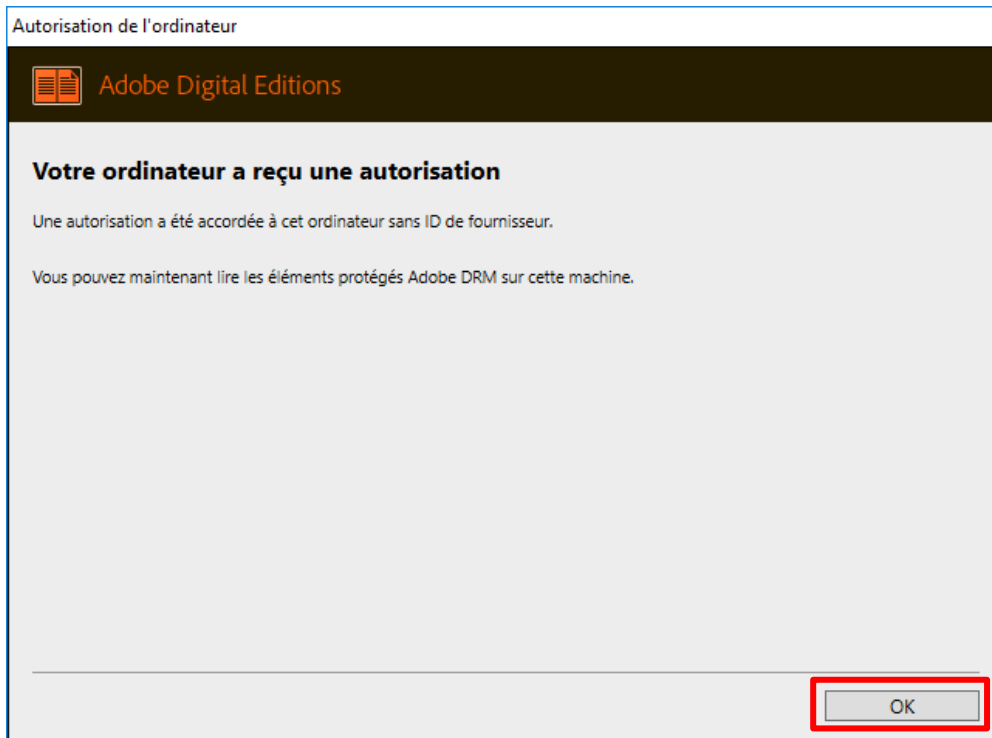 Autorisation de l'ordinateur
Adobe Digital Editions
Votre ordinateur a reçu une autorisation
Une autorisation a été accordée à cet ordinateur sans ID de fournisseur.
Vous pouvez maintenant lire les éléments protégés Adobe DRM sur cette machine.
OK